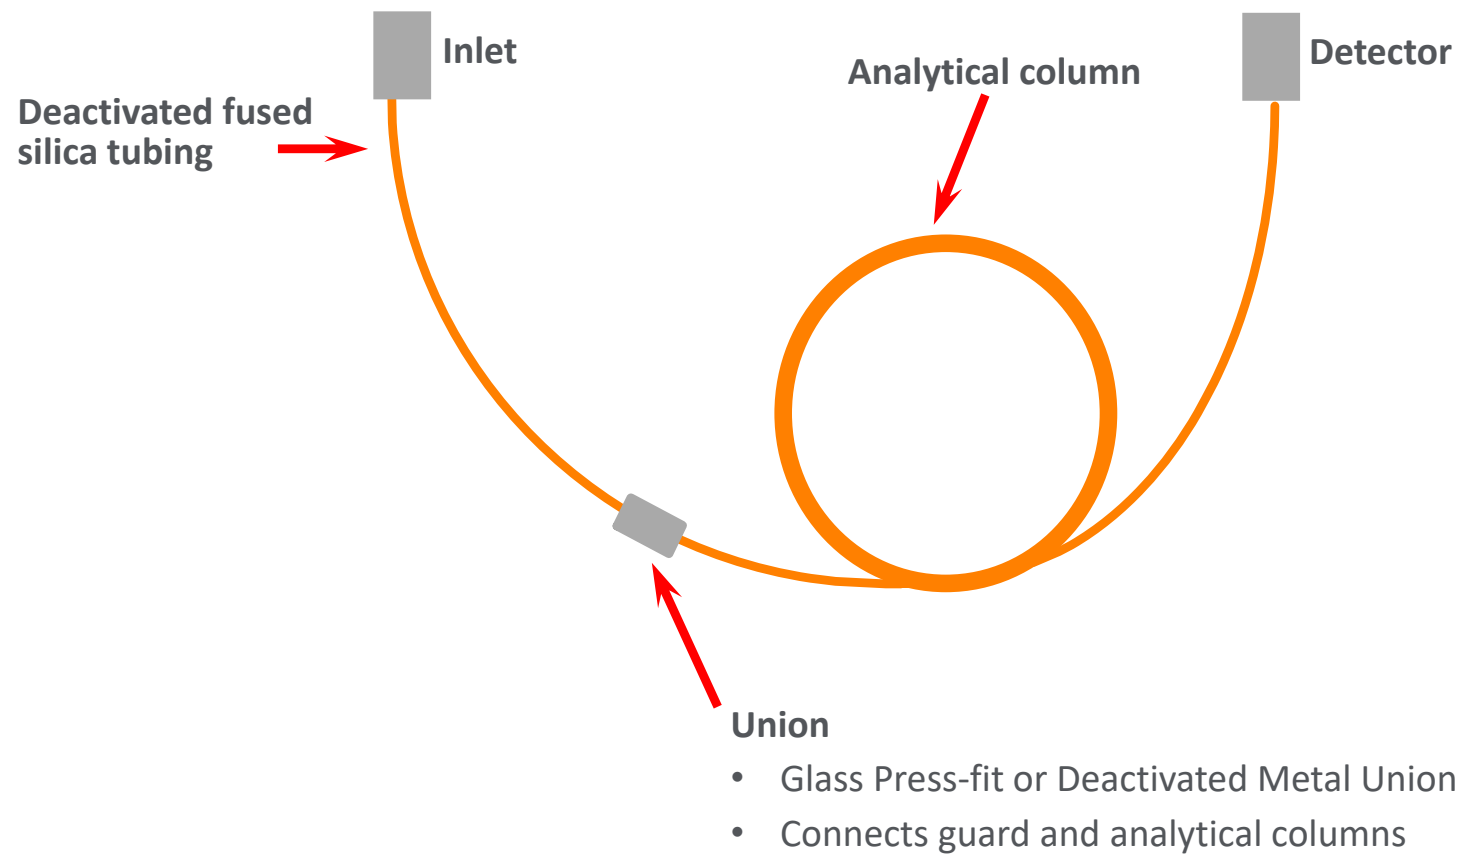 Inlet
Detector
Analytical column
Deactivated fused
silica tubing
Union
• Glass Press-fit or Deactivated Metal Union
• Connects guard and analytical columns